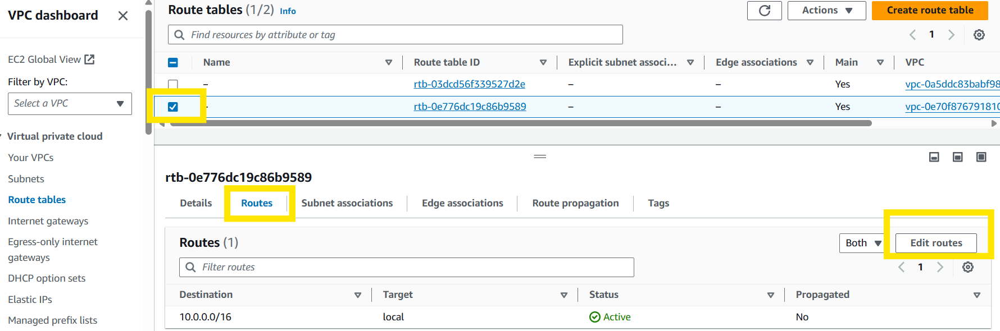 VPC dashboard
EC2 Global View
Filter by VPC:
Select a VPC
Virtual private cloud
Your VPCs
Subnets
Route tables
Internet gateways
Egress-only internet
gateways
DHCP option sets
Elastic IPs
Managed prefix lists
Route tables (1/2) Info
Actions
Create route table
Find resources by attribute or tag
1
Name Route table ID Explicit subnet associ... Edge associations Main VPC
– rtb-03dcd56f339527d2e – – Yes vpc-0a5ddc83babf98
- rtb-0e776dc19c86b9589 – – Yes vpc-0e70f876791810
rtb-0e776dc19c86b9589
Details Routes Subnet associations Edge associations Route propagation Tags
Routes (1)
Both Edit routes
Filter routes
1
Destination Target Status Propagated
10.0.0.0/16 local Active No